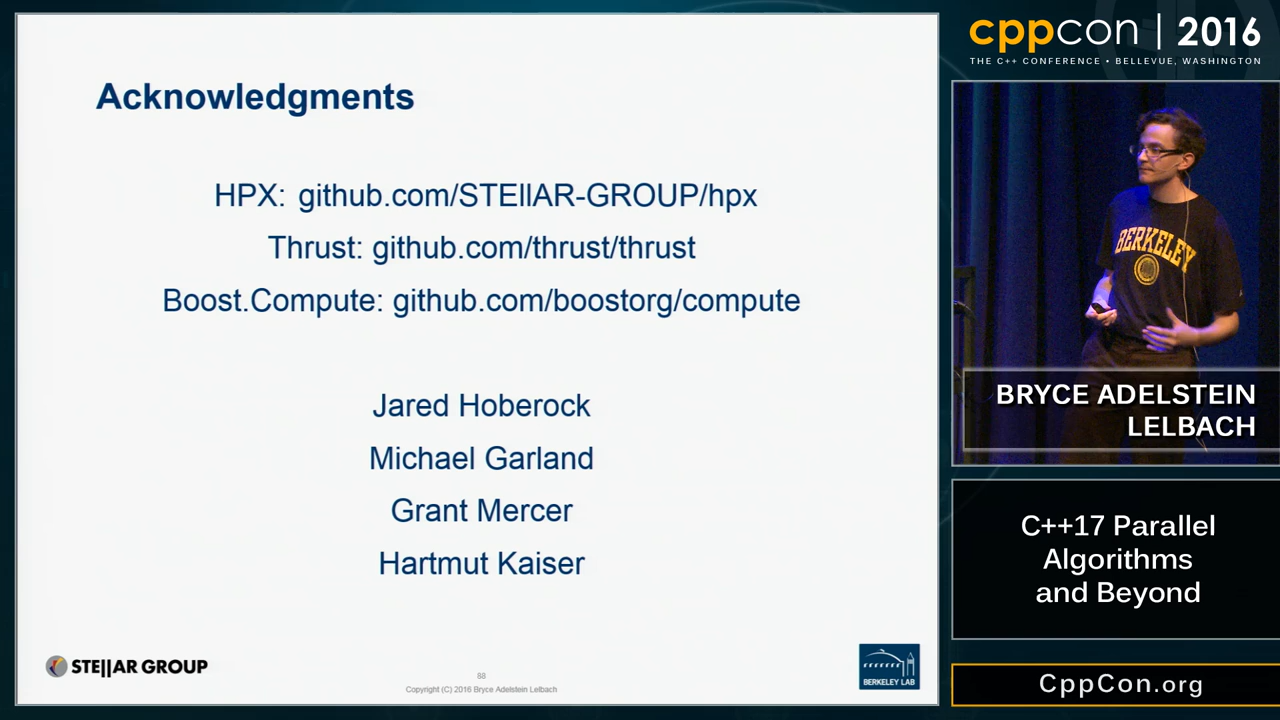 Acknowledgments
HPX: github.com/STEllAR-GROUP/hpx
Thrust: github.com/thrust/thrust
Boost.Compute: github.com/boostorg/compute
Jared Hoberock
Michael Garland
Grant Mercer
Hartmut Kaiser
STE||AR GROUP
88
Copyright (C) 2016 Bryce Adelstein Lelbach
BERKELEY LAB
cppcon | 2016
THE C++ CONFERENCE • BELLEVUE, WASHINGTON
BERKELEY
BRYCE ADELSTEIN
LELBACH
C++17 Parallel
Algorithms
and Beyond
CppCon.org